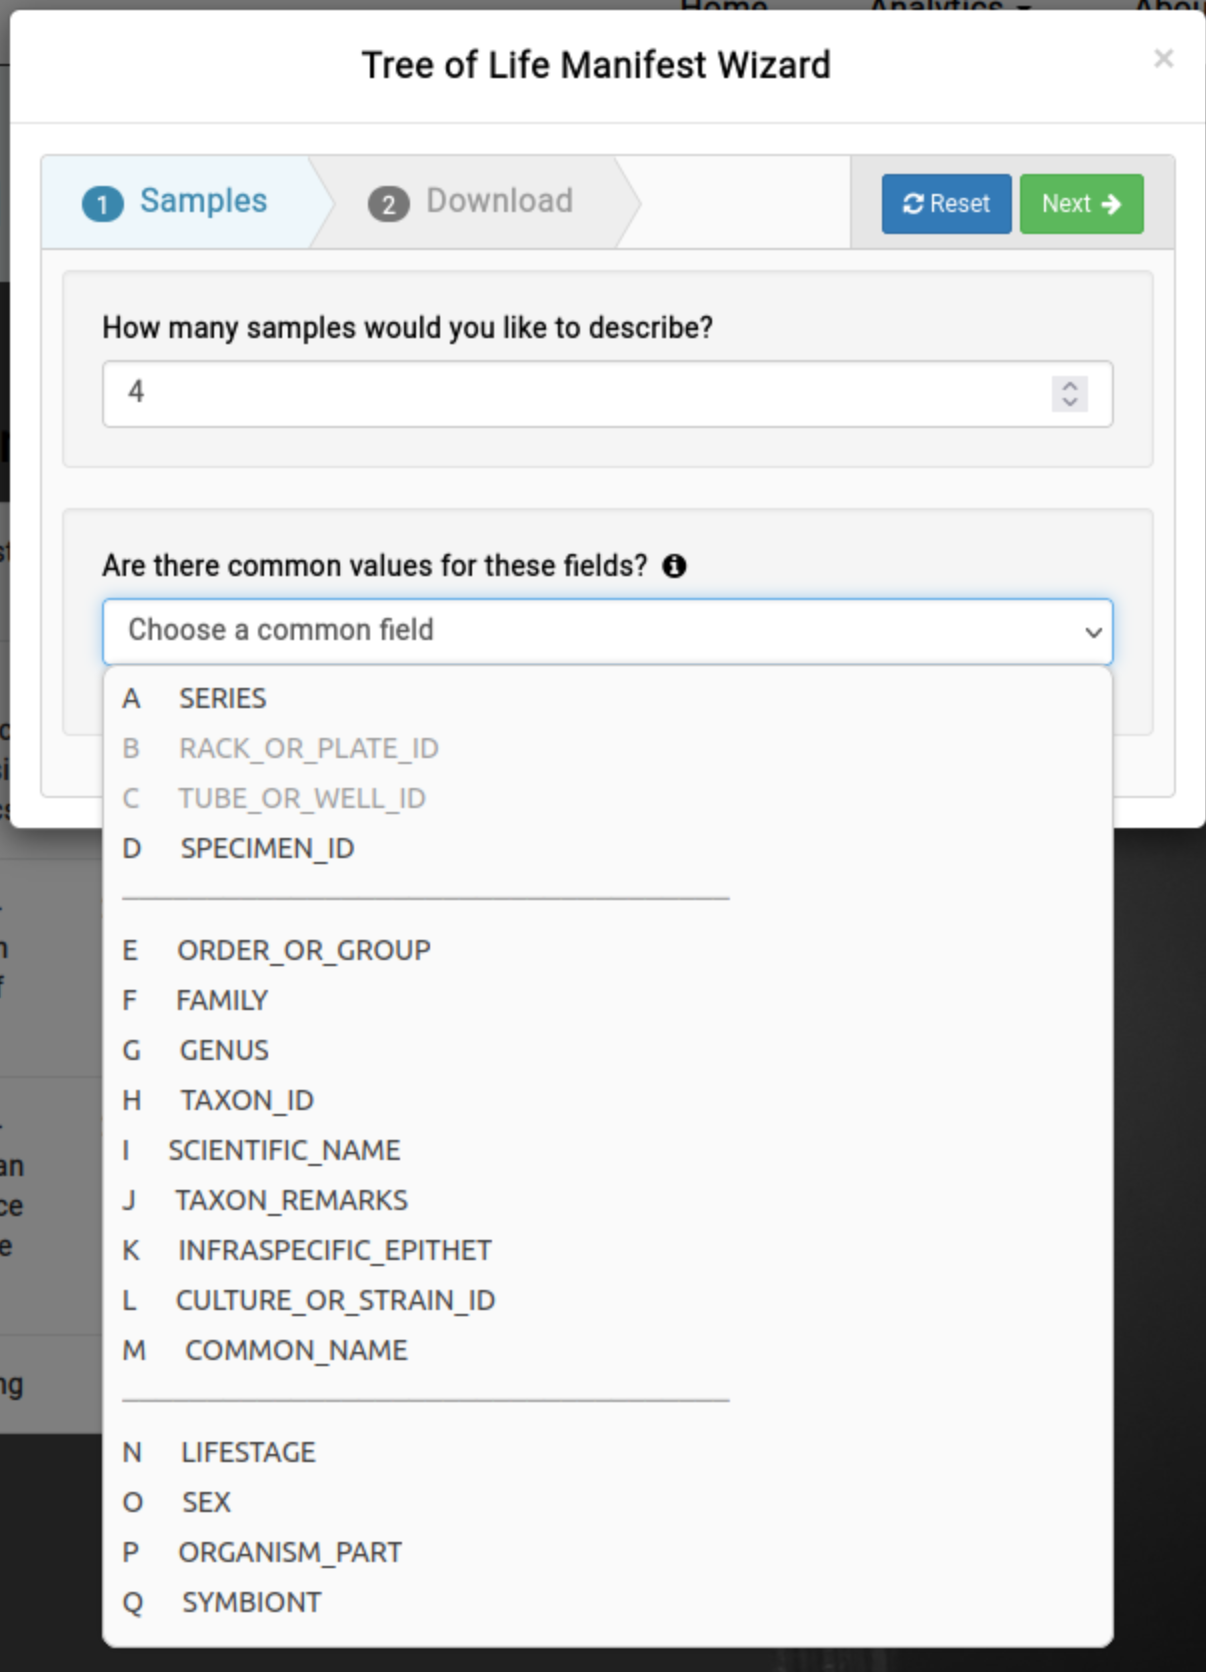 Home Analytics
Tree of Life Manifest Wizard
×
1 Samples
2 Download
Reset
Next
How many samples would you like to describe?
4
Are there common values for these fields?
Choose a common field
A SERIES
B RACK_OR_PLATE_ID
C TUBE_OR_WELL_ID
D SPECIMEN_ID
E ORDER_OR_GROUP
F FAMILY
G GENUS
H TAXON_ID
I SCIENTIFIC_NAME
J TAXON_REMARKS
K INFRASPECIFIC_EPITHET
L CULTURE_OR_STRAIN_ID
M COMMON_NAME
N LIFESTAGE
O SEX
P ORGANISM_PART
Q SYMBIONT